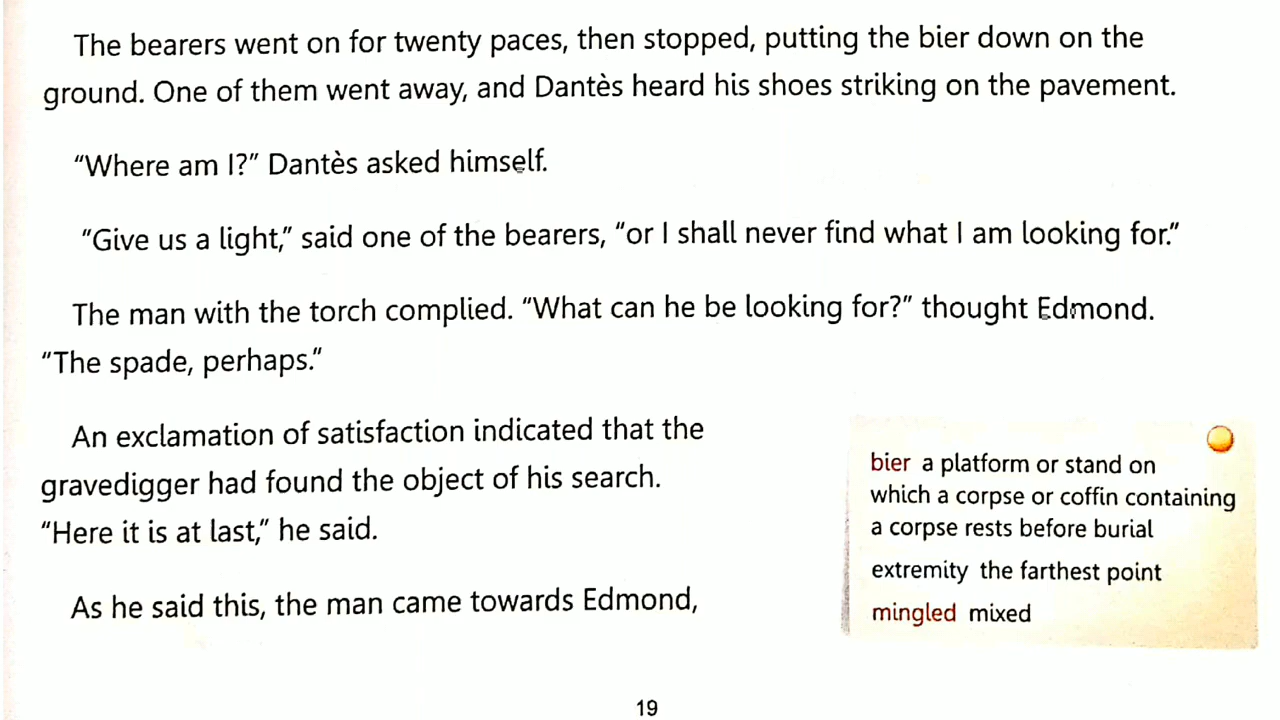 The bearers went on for twenty paces, then stopped, putting the bier down on the
ground. One of them went away, and Dantès heard his shoes striking on the pavement.
“Where am I?” Dantès asked himself.
“Give us a light,” said one of the bearers, “or I shall never find what I am looking for.”
The man with the torch complied. “What can he be looking for?” thought Edmond.
“The spade, perhaps.”
An exclamation of satisfaction indicated that the
gravedigger had found the object of his search.
“Here it is at last,” he said.
As he said this, the man came towards Edmond,
bier a platform or stand on
which a corpse or coffin containing
a corpse rests before burial
extremity the farthest point
mingled mixed
19